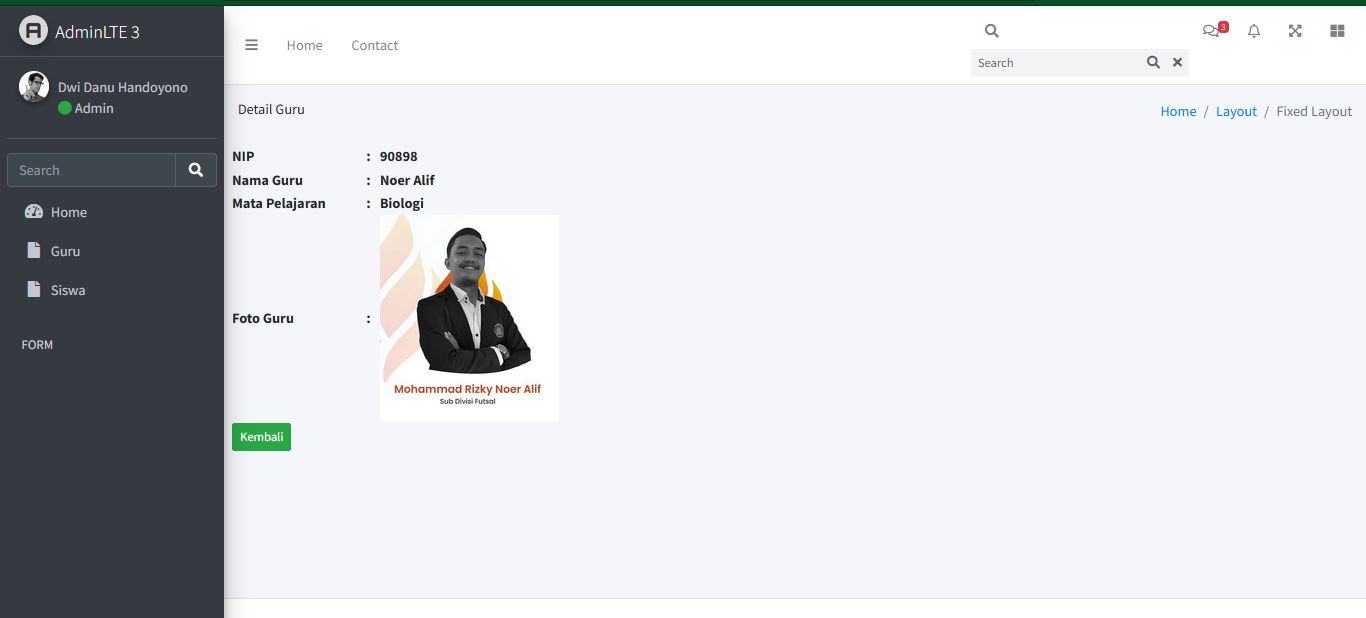 AdminLTE 3
Dwi Danu Handoyono
Admin
Search
Home
Guru
Siswa
FORM
Home Contact
3
Search
Detail Guru
Home / Layout / Fixed Layout
NIP : 90898
Nama Guru : Noer Alif
Mata Pelajaran : Biologi
Foto Guru :
Mohammad Rizky Noer Alif
Sub Divisi Futsal
Kembali